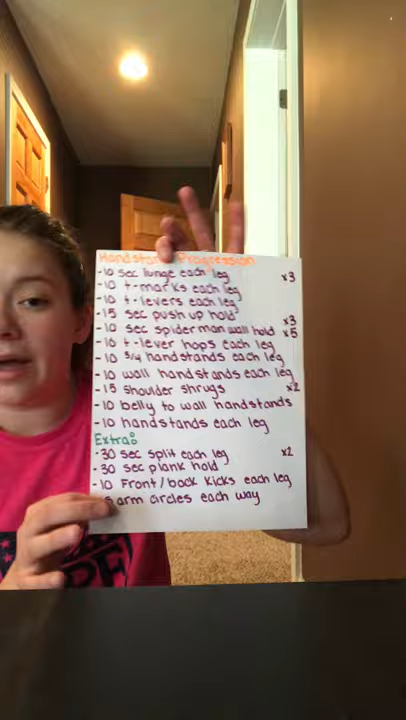 Handstand Progression
-10 sec lunge each leg x3
-10 t-marks each leg
-10 t-levers each leg
-15 sec push up hold x3
-10 sec spiderman wall hold x5
-10 t-lever hops each leg
-10 3/4 handstands each leg
-10 wall handstands each leg
-15 shoulder shrugs x2
-10 belly to wall handstands
-10 handstands each leg
Extra:
-30 sec split each leg x2
-30 sec plank hold
-10 Front/back kicks each leg
arm circles each way